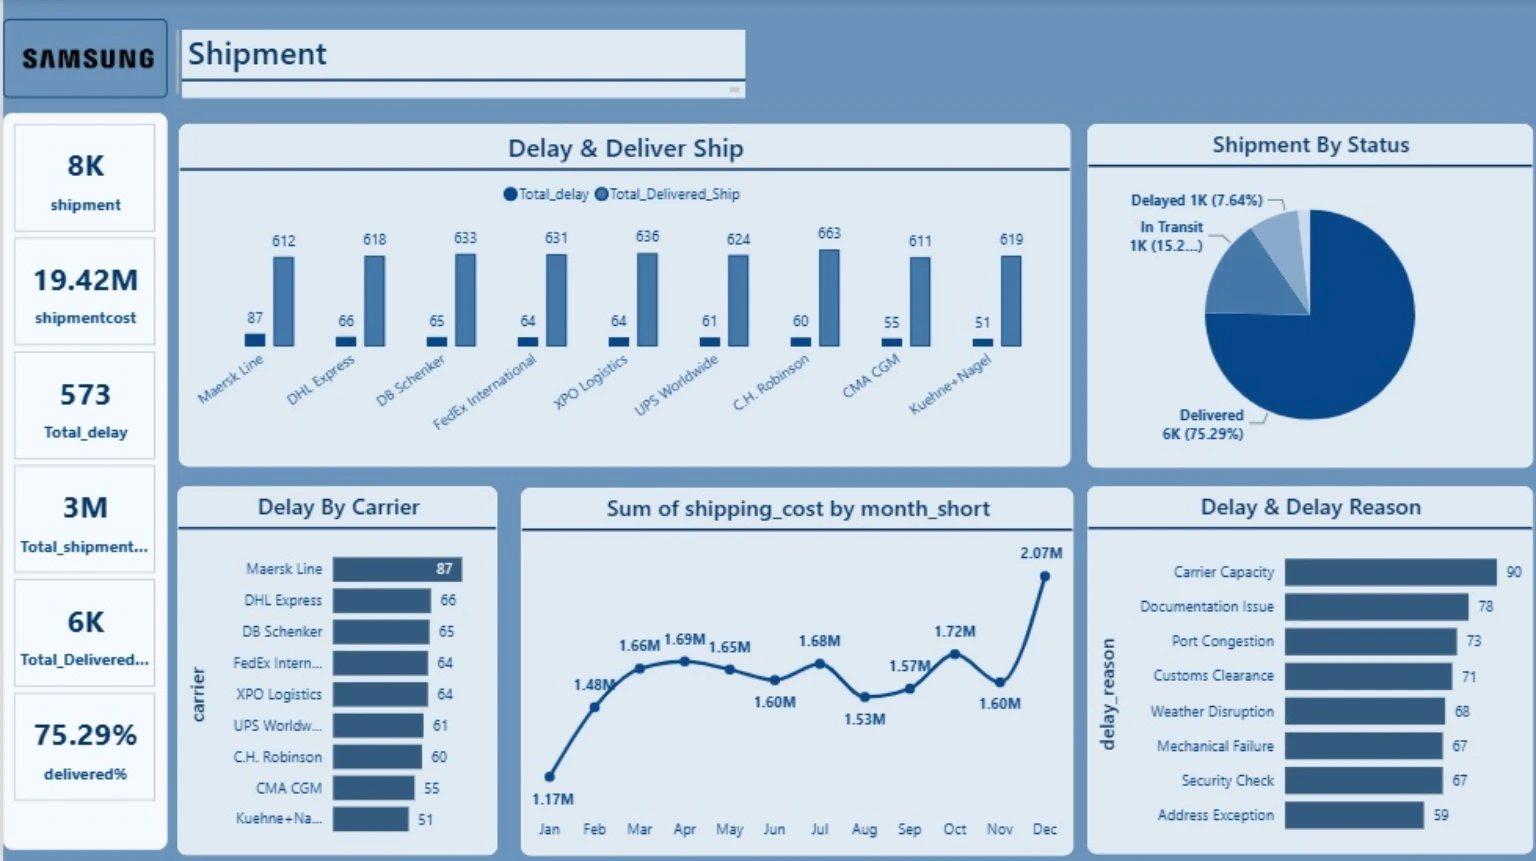 SAMSUNG
Shipment
8K
shipment
19.42M
shipmentcost
573
Total_delay
3M
Total_shipment...
6K
Total_Delivered...
75.29%
delivered%
Delay & Deliver Ship
Total_delay Total_Delivered_Ship
87 612 66 618 65 633 64 631 64 636 61 624 60 663 55 611 51 619
Maersk Line
DHL Express
DB Schenker
FedEx International
XPO Logistics
UPS Worldwide
C.H. Robinson
CMA CGM
Kuehne+Nagel
Shipment By Status
Delayed 1K (7.64%)
In Transit
1K (15.2...)
Delivered
6K (75.29%)
Delay By Carrier
carrier
Maersk Line 87
DHL Express 66
DB Schenker 65
FedEx Intern... 64
XPO Logistics 64
UPS Worldw... 61
C.H. Robinson 60
CMA CGM 55
Kuehne+Na... 51
Sum of shipping_cost by month_short
1.17M 1.48M 1.66M 1.69M 1.65M 1.60M 1.68M 1.53M 1.57M 1.72M 1.60M 2.07M
Jan Feb Mar Apr May Jun Jul Aug Sep Oct Nov Dec
Delay & Delay Reason
delay_reason
Carrier Capacity 90
Documentation Issue 78
Port Congestion 73
Customs Clearance 71
Weather Disruption 68
Mechanical Failure 67
Security Check 67
Address Exception 59